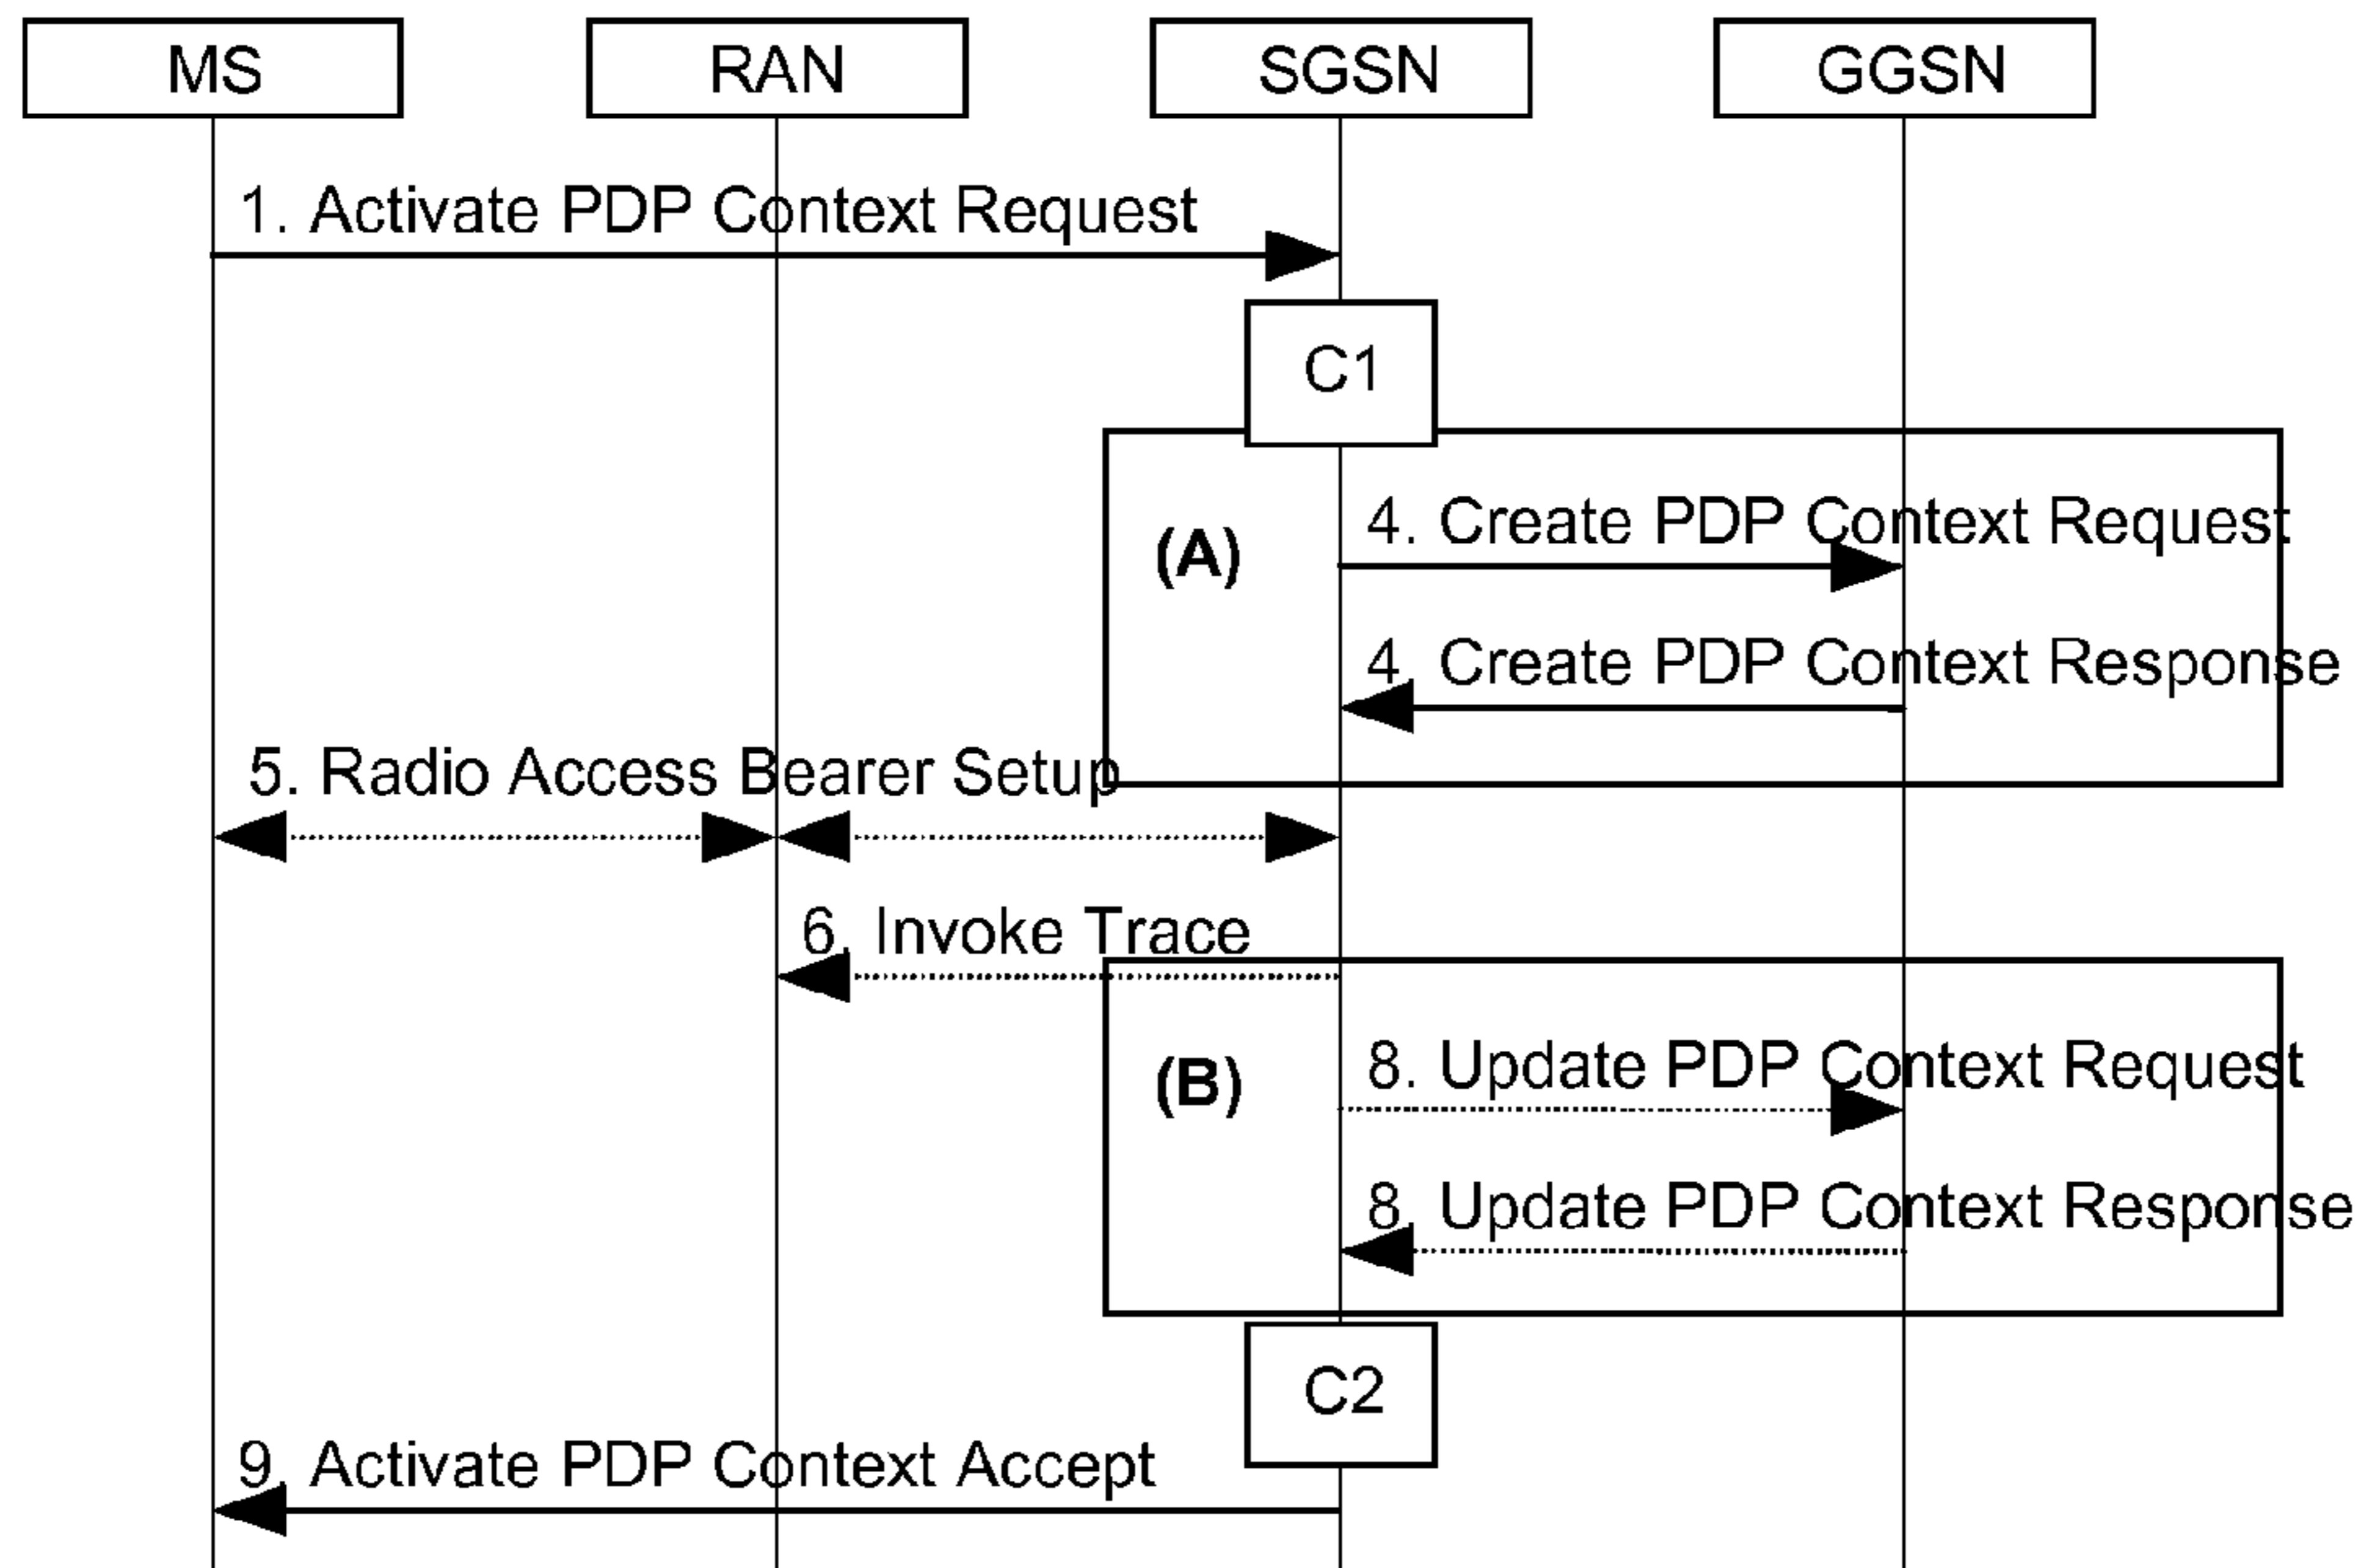 MS
RAN
SGSN
GGSN
1. Activate PDP Context Request
C1
(A)
4. Create PDP Context Request
4. Create PDP Context Response
5. Radio Access Bearer Setup
6. Invoke Trace
(B)
8. Update PDP Context Request
8. Update PDP Context Response
C2
9. Activate PDP Context Accept